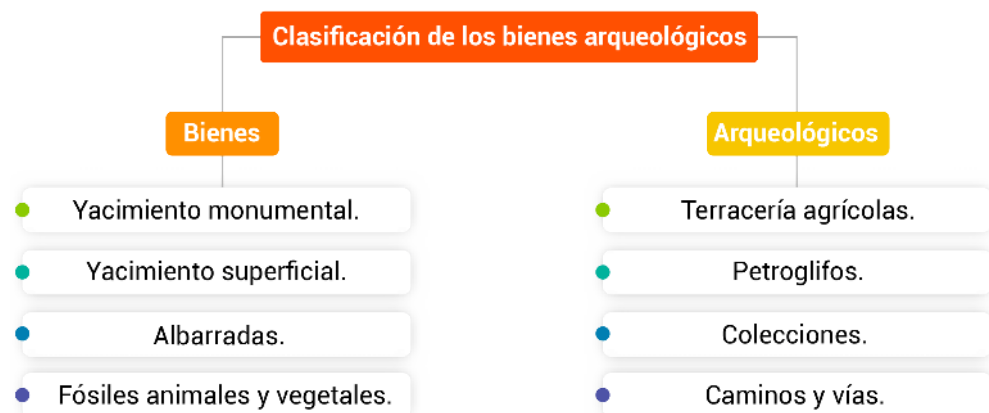 Clasificación de los bienes arqueológicos
Bienes
Yacimiento monumental.
Yacimiento superficial.
Albarradas.
Fósiles animales y vegetales.
Arqueológicos
Terracería agrícolas.
Petroglifos.
Colecciones.
Caminos y vías.